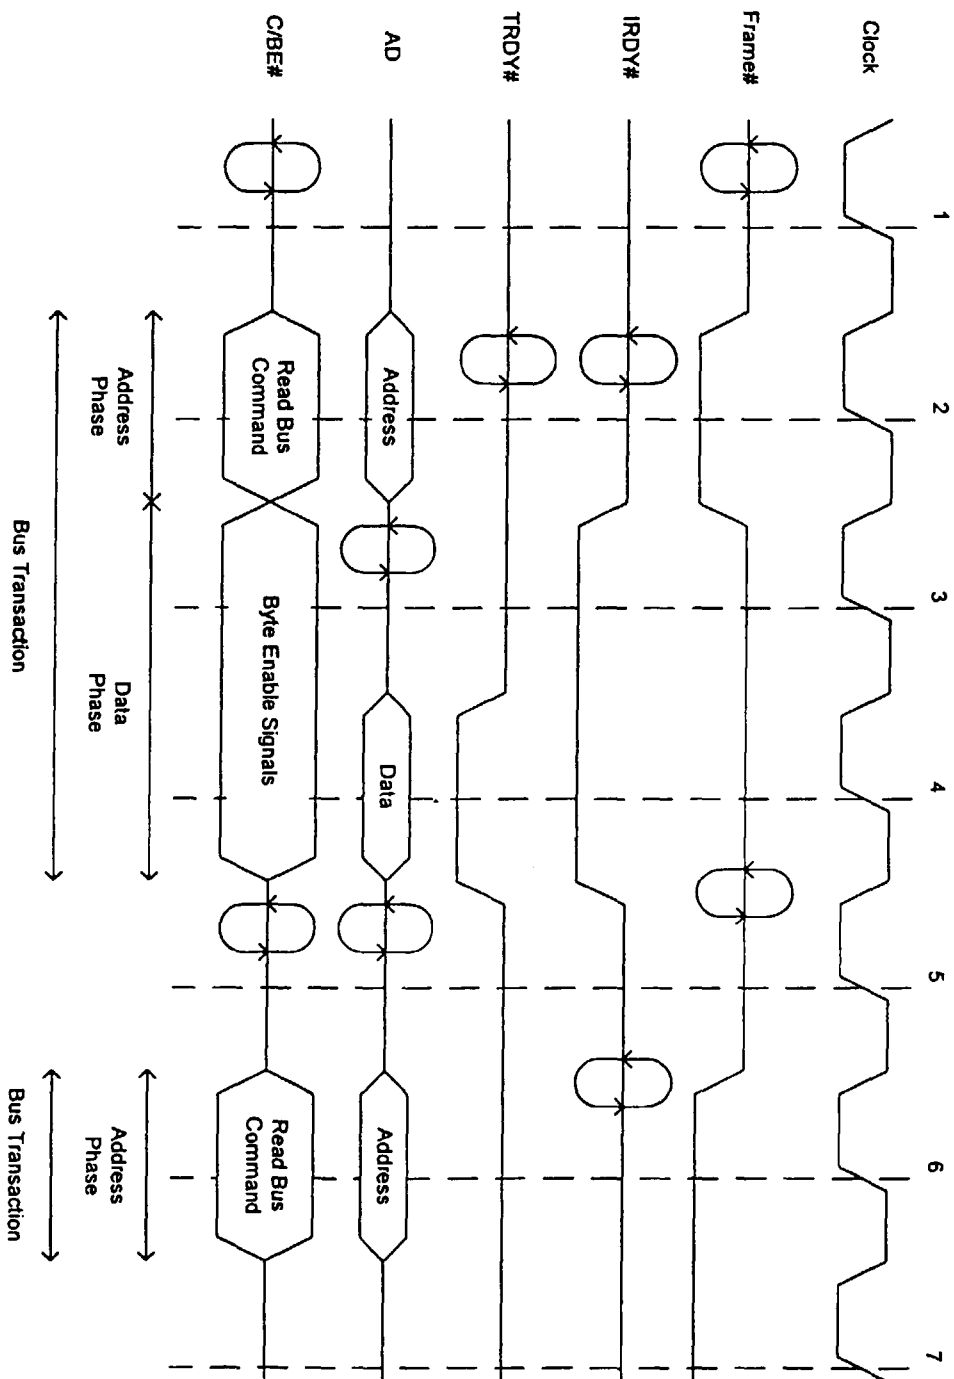 1
2
3
4
5
6
7
Clock
Frame#
IRDY#
TRDY#
AD
Address
Data
Address
C/BE#
Read Bus
Command
Byte Enable Signals
Read Bus
Command
Address
Phase
Data
Phase
Address
Phase
Bus Transaction
Bus Transaction